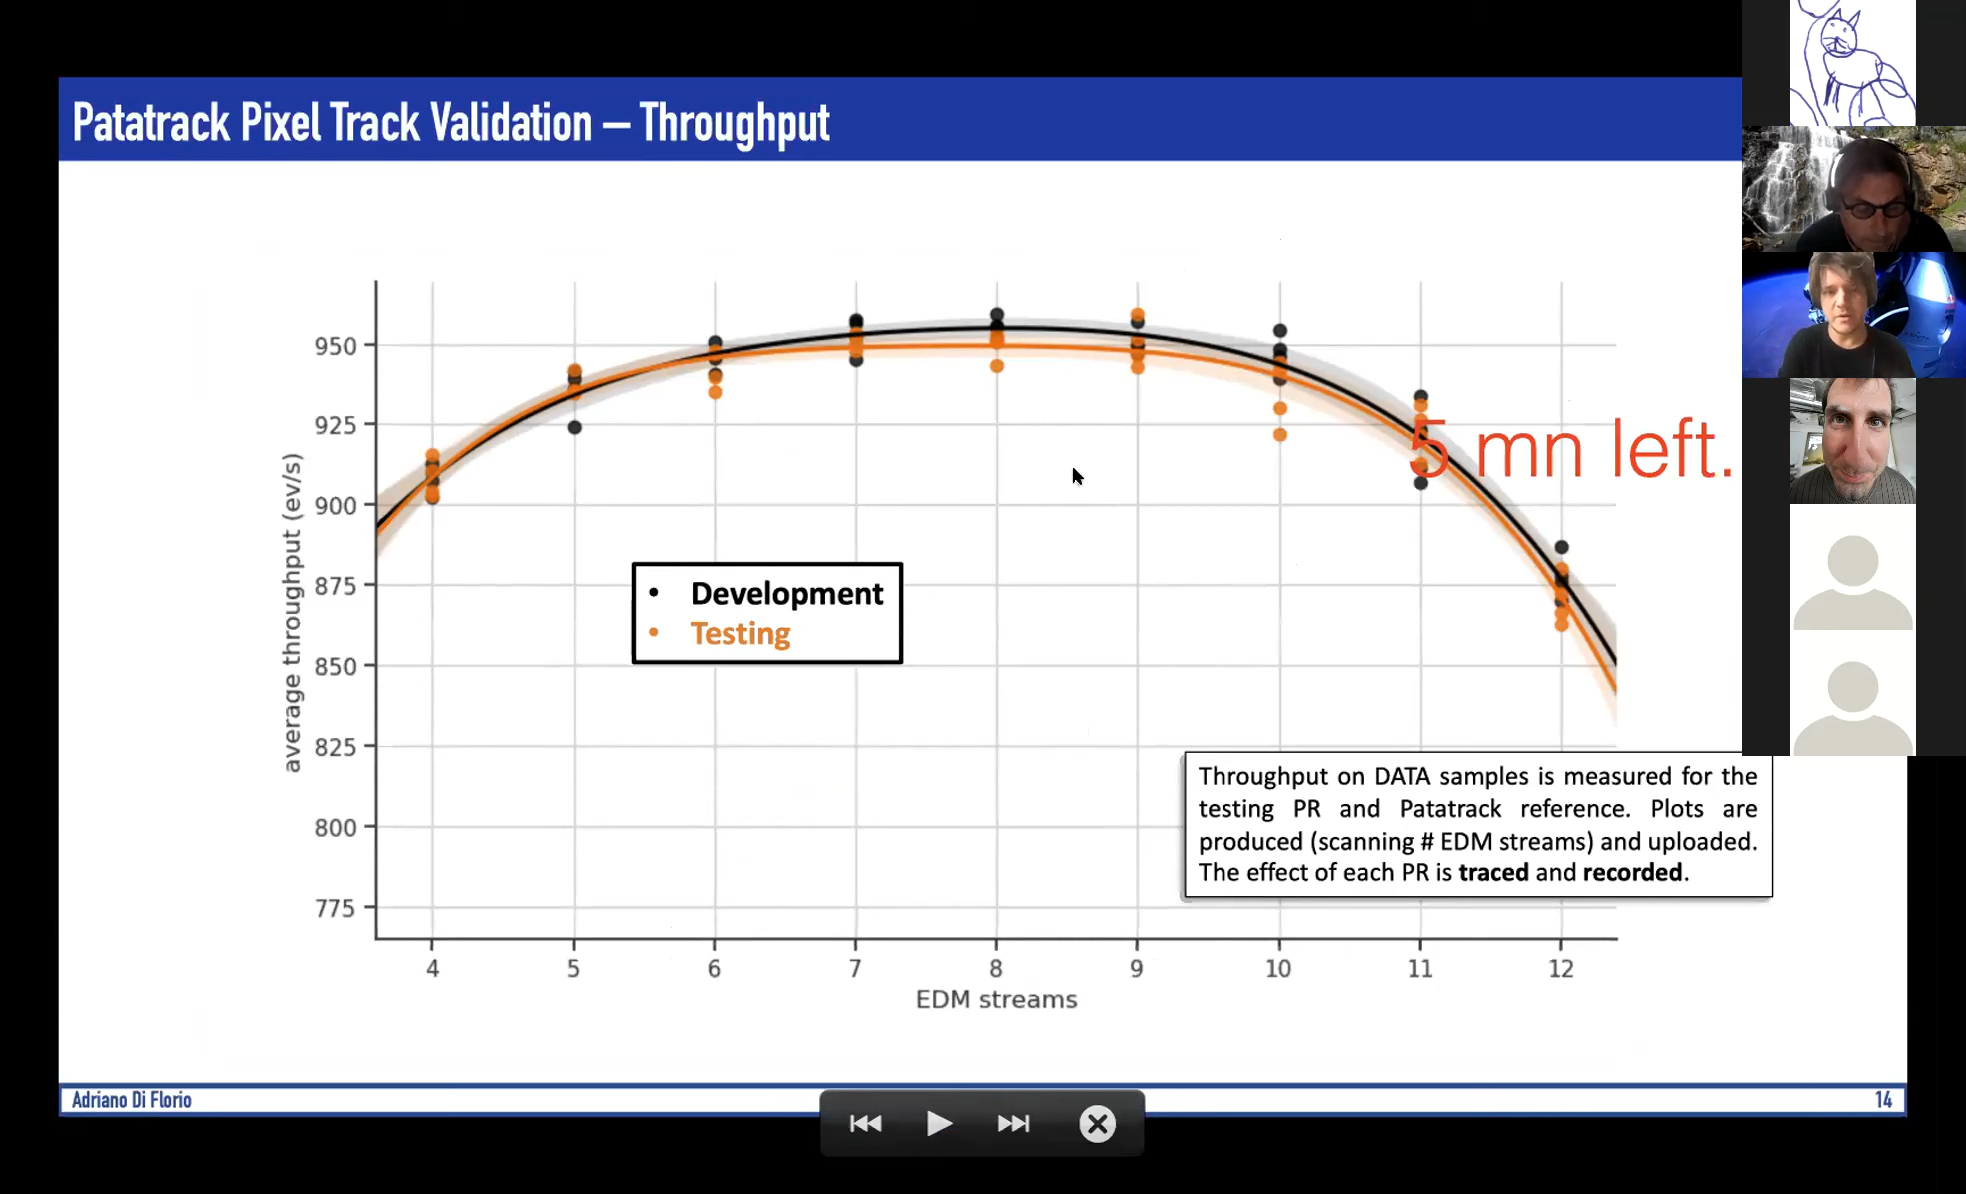 Patatrack Pixel Track Validation – Throughput
950
925
900
875
850
825
800
775
average throughput (ev/s)
• Development
• Testing
5 mn left.
Throughput on DATA samples is measured for the
testing PR and Patatrack reference. Plots are
produced (scanning # EDM streams) and uploaded.
The effect of each PR is traced and recorded.
4 5 6 7 8 9 10 11 12
EDM streams
Adriano Di Florio
14